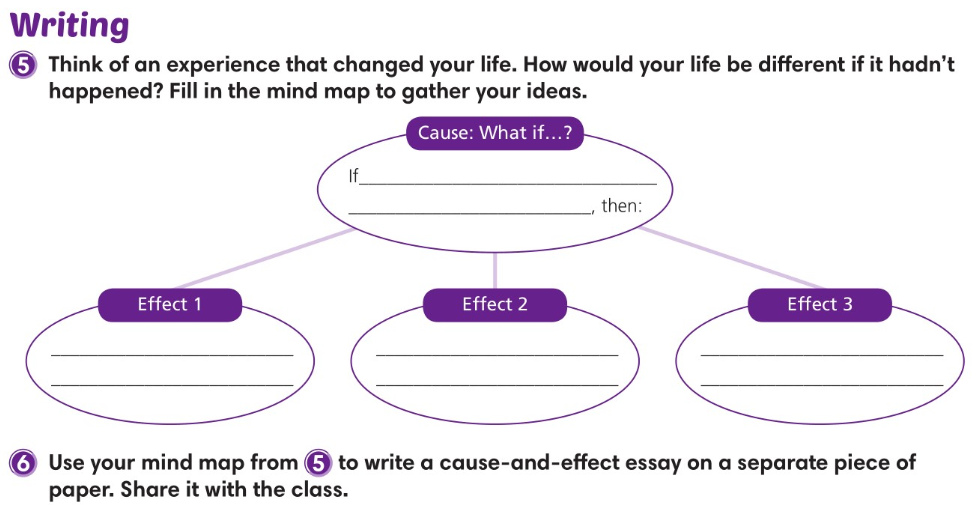 Writing
5 Think of an experience that changed your life. How would your life be different if it hadn't
happened? Fill in the mind map to gather your ideas.
Cause: What if...?
If______________________________
________________________, then:
Effect 1
Effect 2
Effect 3
6 Use your mind map from 5 to write a cause-and-effect essay on a separate piece of
paper. Share it with the class.